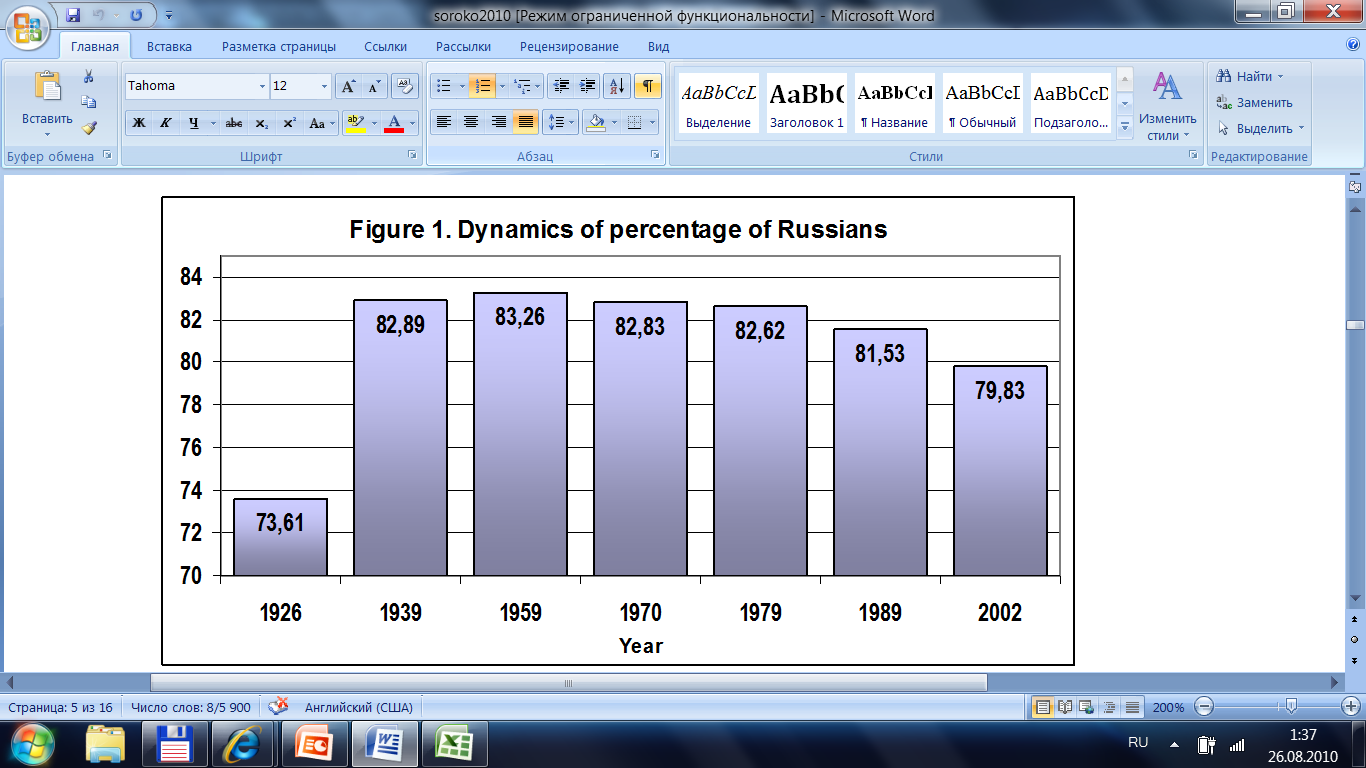 soroko2010 [Режим ограниченной функциональности] - Microsoft Word
Главная Вставка Разметка страницы Ссылки Рассылки Рецензирование Вид
Вставить
Буфер обмена
Tahoma 12
Ж К Ч abc x₂ x² Aa
Шрифт
Абзац
AaBbCcL AaBbC AaBbCcI AaBbCcL AaBbCcD
Выделение Заголовок 1 ¶ Название ¶ Обычный Подзаголо...
Стили
Изменить
стили
Найти
Заменить
Выделить
Редактирование
Figure 1. Dynamics of percentage of Russians
84
82
80
78
76
74
72
70
73,61 82,89 83,26 82,83 82,62 81,53 79,83
1926 1939 1959 1970 1979 1989 2002
Year
Страница: 5 из 16 Число слов: 8/5 900 Английский (США) 200%
RU 1:37
26.08.2010